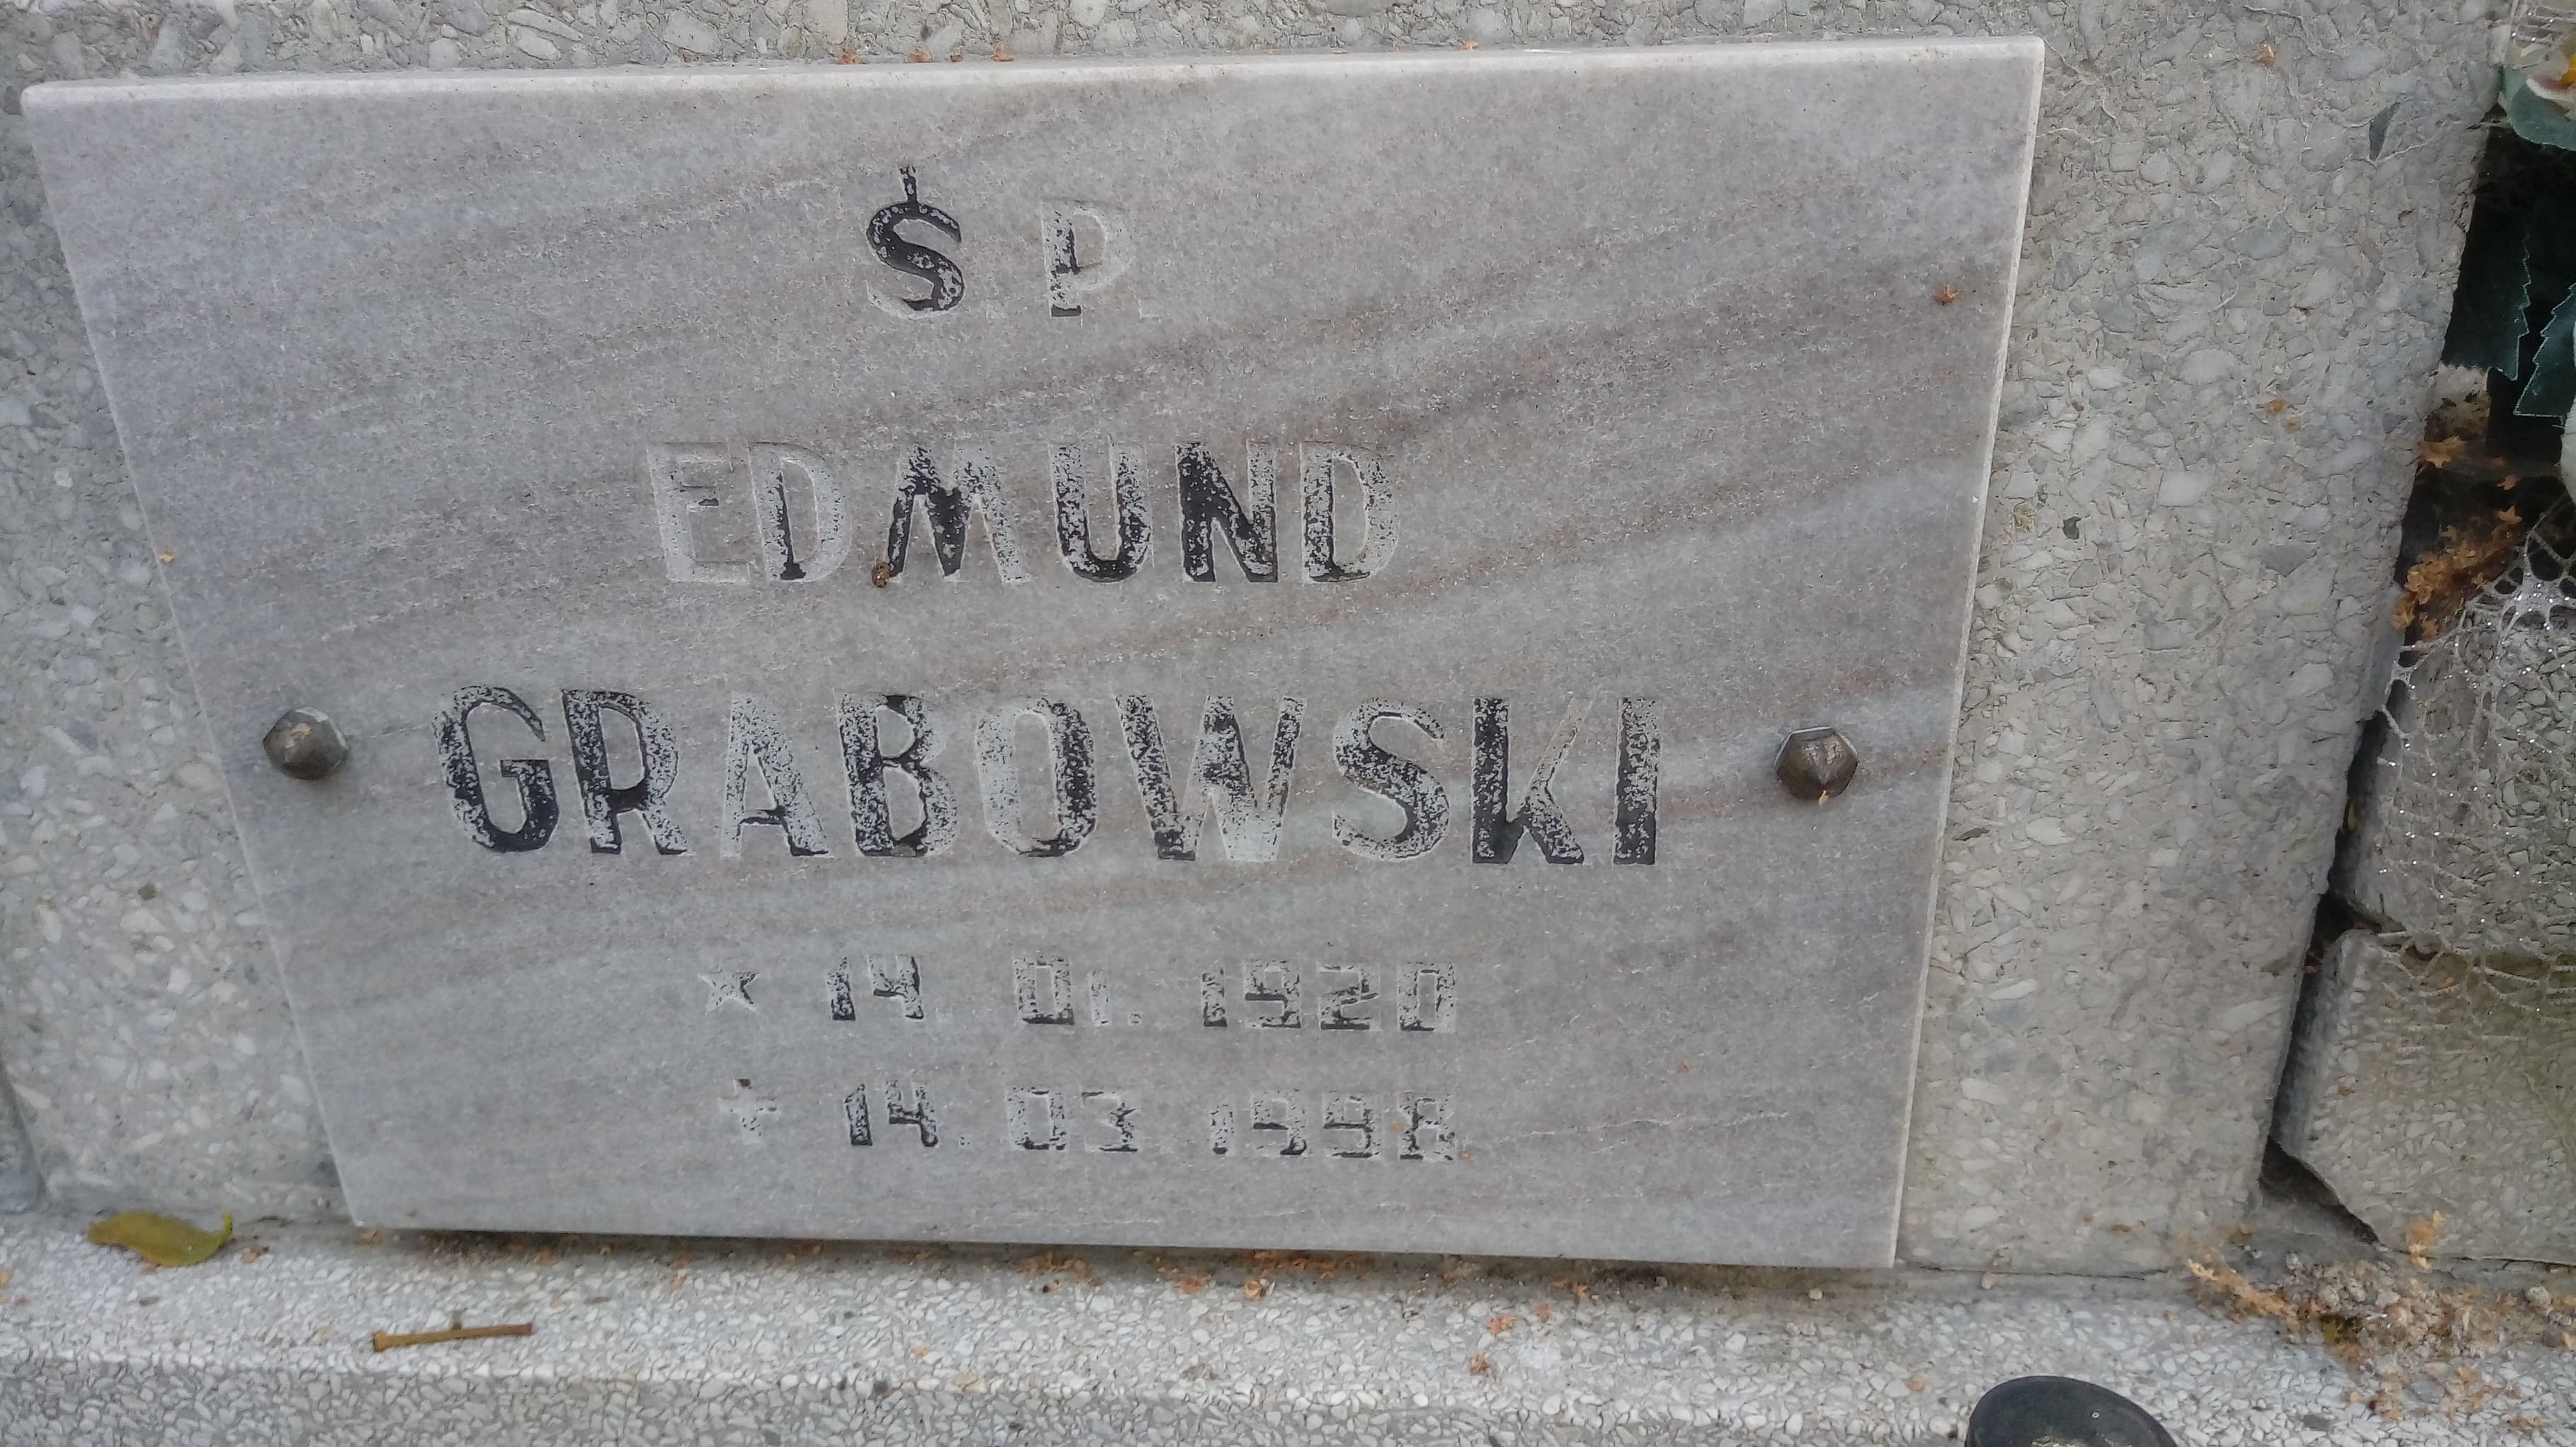 Ś.P.
EDMUND
GRABOWSKI
★ 14. 01. 1920
✝ 14. 03. 1998